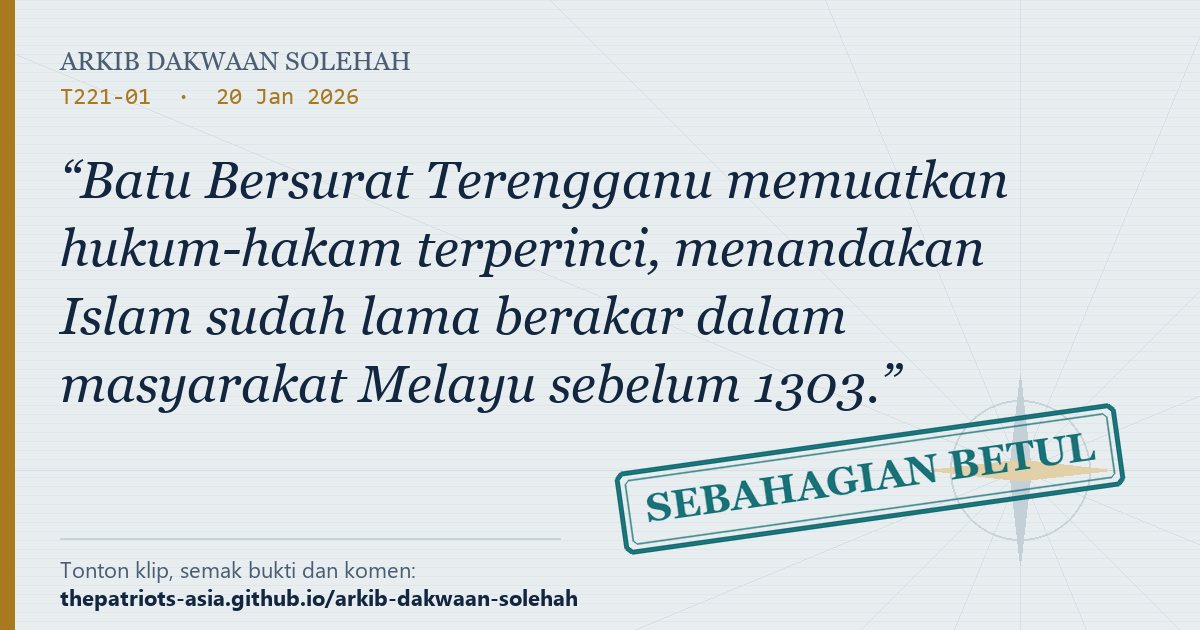 ARKIB DAKWAAN SOLEHAH
T221-01 · 20 Jan 2026
“Batu Bersurat Terengganu memuatkan
hukum-hakam terperinci, menandakan
Islam sudah lama berakar dalam
masyarakat Melayu sebelum 1303.”
SEBAHAGIAN BETUL
Tonton klip, semak bukti dan komen:
thepatriots-asia.github.io/arkib-dakwaan-solehah